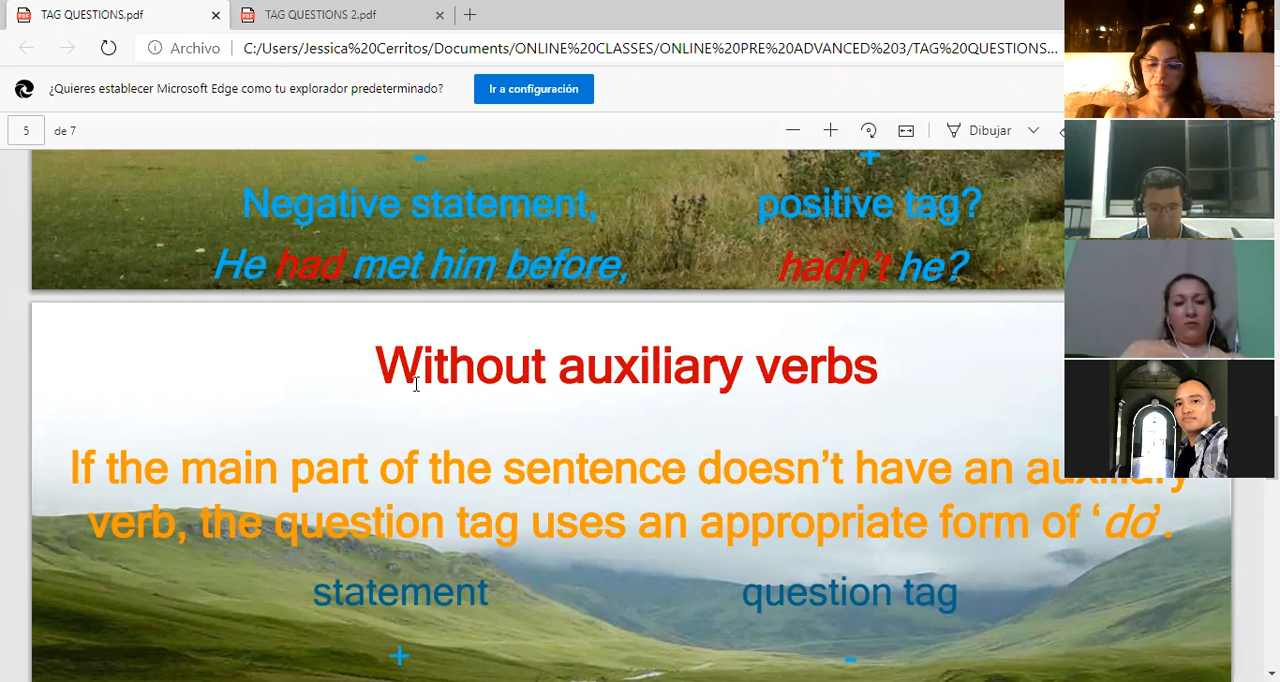 TAG QUESTIONS.pdf
TAG QUESTIONS 2.pdf
Archivo
C:/Users/Jessica%20Cerritos/Documents/ONLINE%20CLASSES/ONLINE%20PRE%20ADVANCED%203/TAG%20QUESTIONS...
¿Quieres establecer Microsoft Edge como tu explorador predeterminado?
Ir a configuración
5 de 7
Dibujar
- +
Negative statement, positive tag?
He had met him before, hadn't he?
Without auxiliary verbs
If the main part of the sentence doesn't have an auxiliary
verb, the question tag uses an appropriate form of ‘do’.
statement question tag
+ -